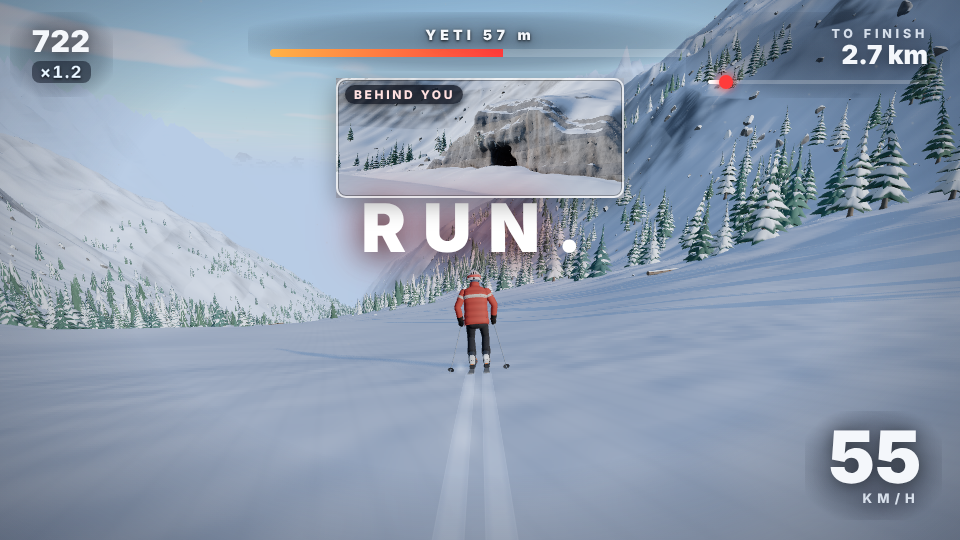 722
×1.2
YETI 57 m
TO FINISH
2.7 km
BEHIND YOU
RUN.
55
KM/H